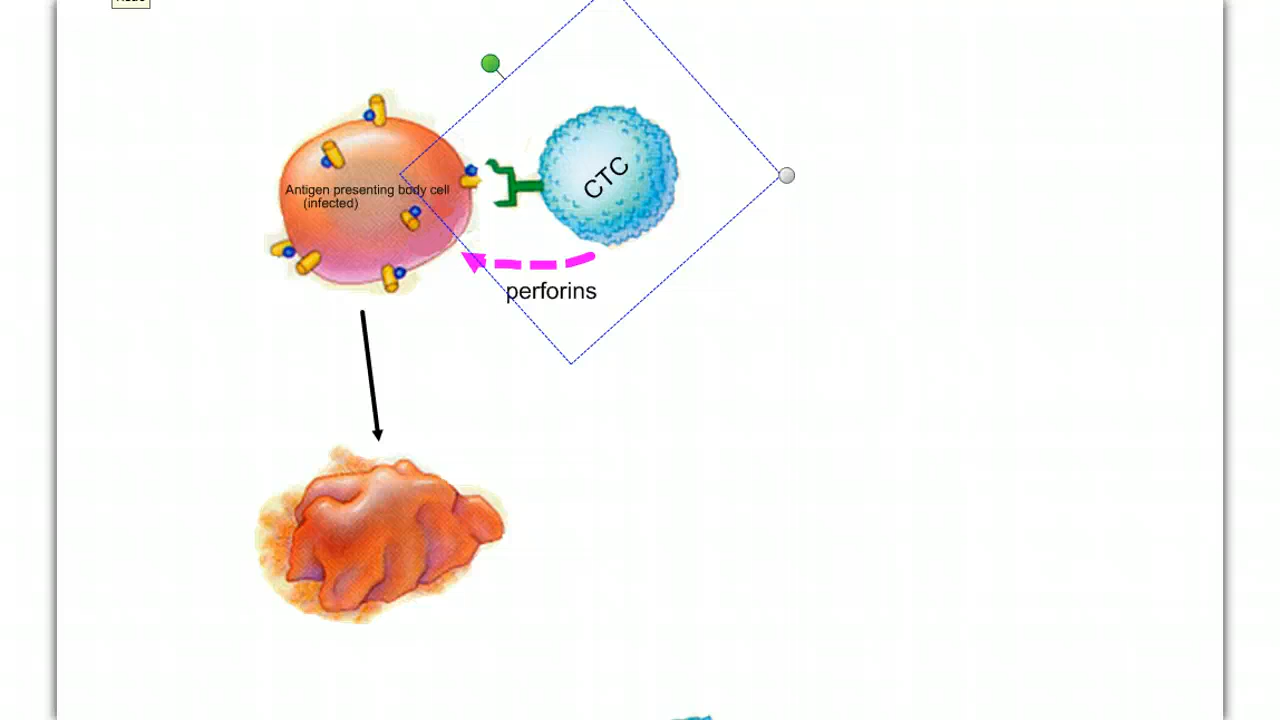 Antigen presenting body cell
(infected)
CTC
perforins